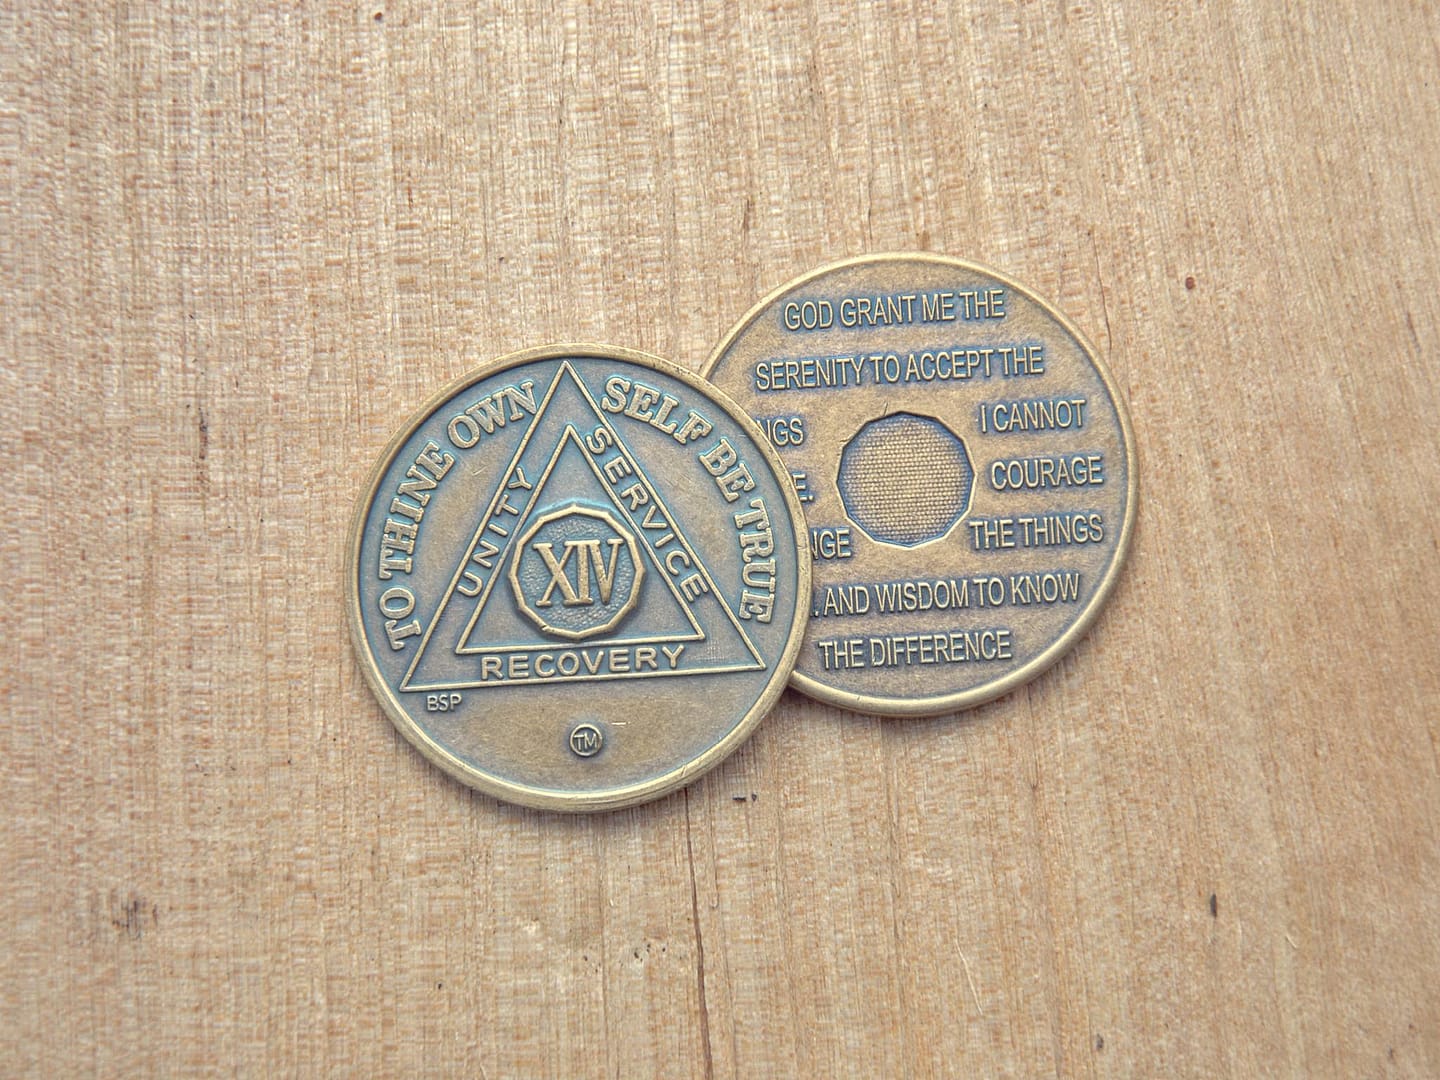 TO THINE OWN SELF BE TRUE
UNITY
SERVICE
XIV
RECOVERY
BSP
TM
GOD GRANT ME THE
SERENITY TO ACCEPT THE
I CANNOT
COURAGE
THE THINGS
AND WISDOM TO KNOW
THE DIFFERENCE